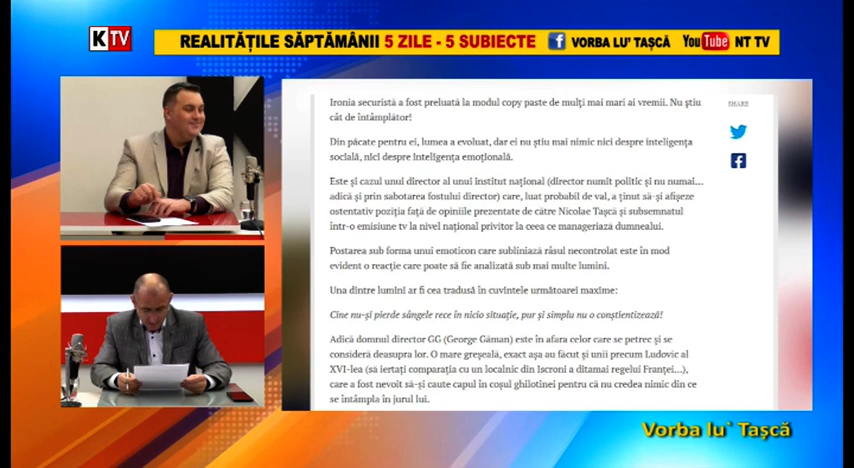 KTV
REALITĂȚILE SĂPTĂMÂNII 5 ZILE - 5 SUBIECTE f VORBA LU' TAȘCĂ YouTube NT TV
Ironia securistă a fost preluată la modul copy paste de mulți mai mari ai vremii. Nu știu
cât de întâmplător!
SHARE
Din păcate pentru ei, lumea a evoluat, dar ei nu știu mai nimic nici despre inteligența
socială, nici despre inteligența emoțională.
Este și cazul unui director al unui institut național (director numit politic și nu numai...
adică și prin sabotarea fostului director) care, luat probabil de val, a ținut să-și afișeze
ostentativ poziția față de opiniile prezentate de către Nicolae Tașcă și subsemnatul
într-o emisiune tv la nivel național privitor la ceea ce manageriază dumnealui.
Postarea sub forma unui emoticon care subliniază râsul necontrolat este în mod
evident o reacție care poate să fie analizată sub mai multe lumini.
Una dintre lumini ar fi cea tradusă în cuvintele următoarei maxime:
Cine nu-și pierde sângele rece în nicio situație, pur și simplu nu o conștientizează!
Adică domnul director GG (George Găman) este în afara celor care se petrec și se
consideră deasupra lor. O mare greșeală, exact așa au făcut și unii precum Ludovic al
XVI-lea (să iertați comparația cu un localnic din Iscroni a ditamai regelui Franței...),
care a fost nevoit să-și caute capul în coșul ghilotinei pentru că nu credea nimic din ce
se întâmpla în jurul lui.
Vorba lu` Tașcă